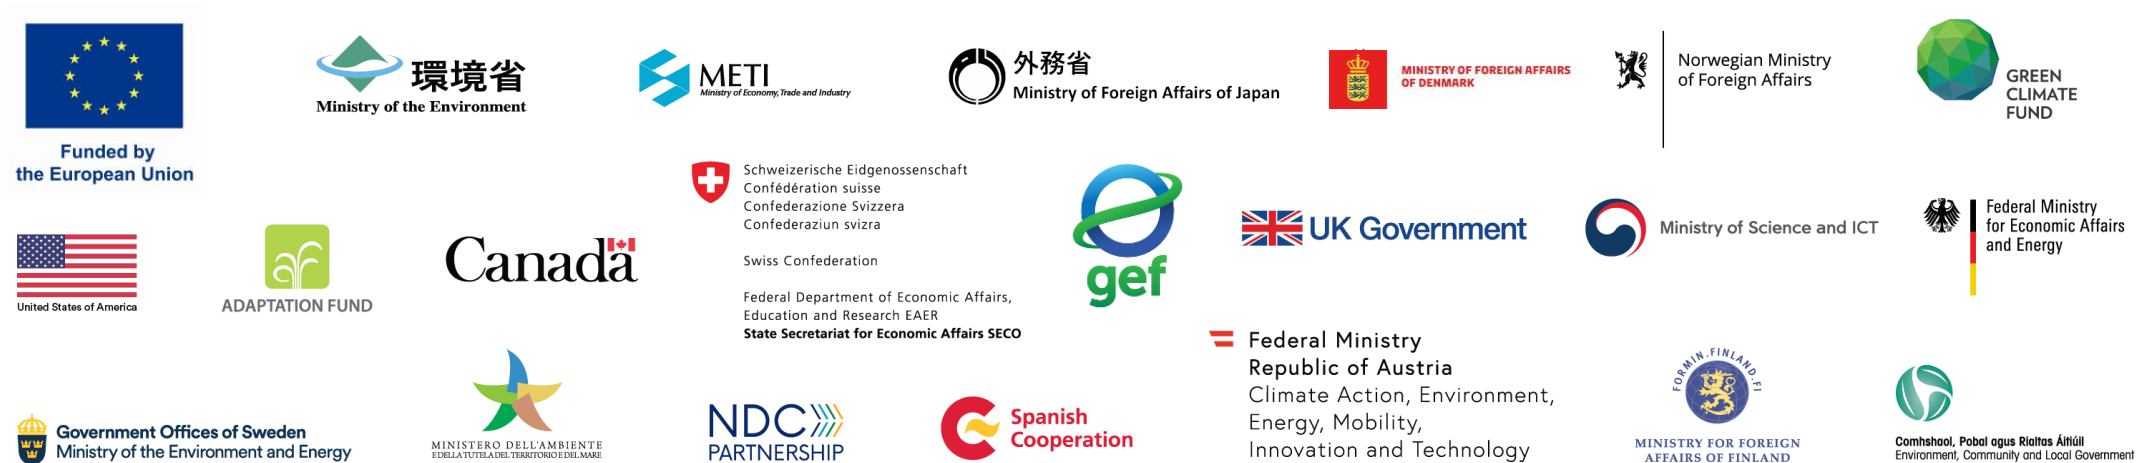 Funded by
the European Union
環境省
Ministry of the Environment
METI
Ministry of Economy, Trade and Industry
外務省
Ministry of Foreign Affairs of Japan
MINISTRY OF FOREIGN AFFAIRS
OF DENMARK
Norwegian Ministry
of Foreign Affairs
GREEN
CLIMATE
FUND
United States of America
ADAPTATION FUND
Canada
Schweizerische Eidgenossenschaft
Confédération suisse
Confederazione Svizzera
Confederaziun svizra
Swiss Confederation
Federal Department of Economic Affairs,
Education and Research EAER
State Secretariat for Economic Affairs SECO
gef
UK Government
Ministry of Science and ICT
Federal Ministry
for Economic Affairs
and Energy
Government Offices of Sweden
Ministry of the Environment and Energy
MINISTERO DELL'AMBIENTE
E DELLA TUTELA DEL TERRITORIO E DEL MARE
NDC
PARTNERSHIP
Spanish
Cooperation
Federal Ministry
Republic of Austria
Climate Action, Environment,
Energy, Mobility,
Innovation and Technology
FORMIN.FINLAND.FI
MINISTRY FOR FOREIGN
AFFAIRS OF FINLAND
Comhshaol, Pobal agus Rialtas Áitiúil
Environment, Community and Local Government